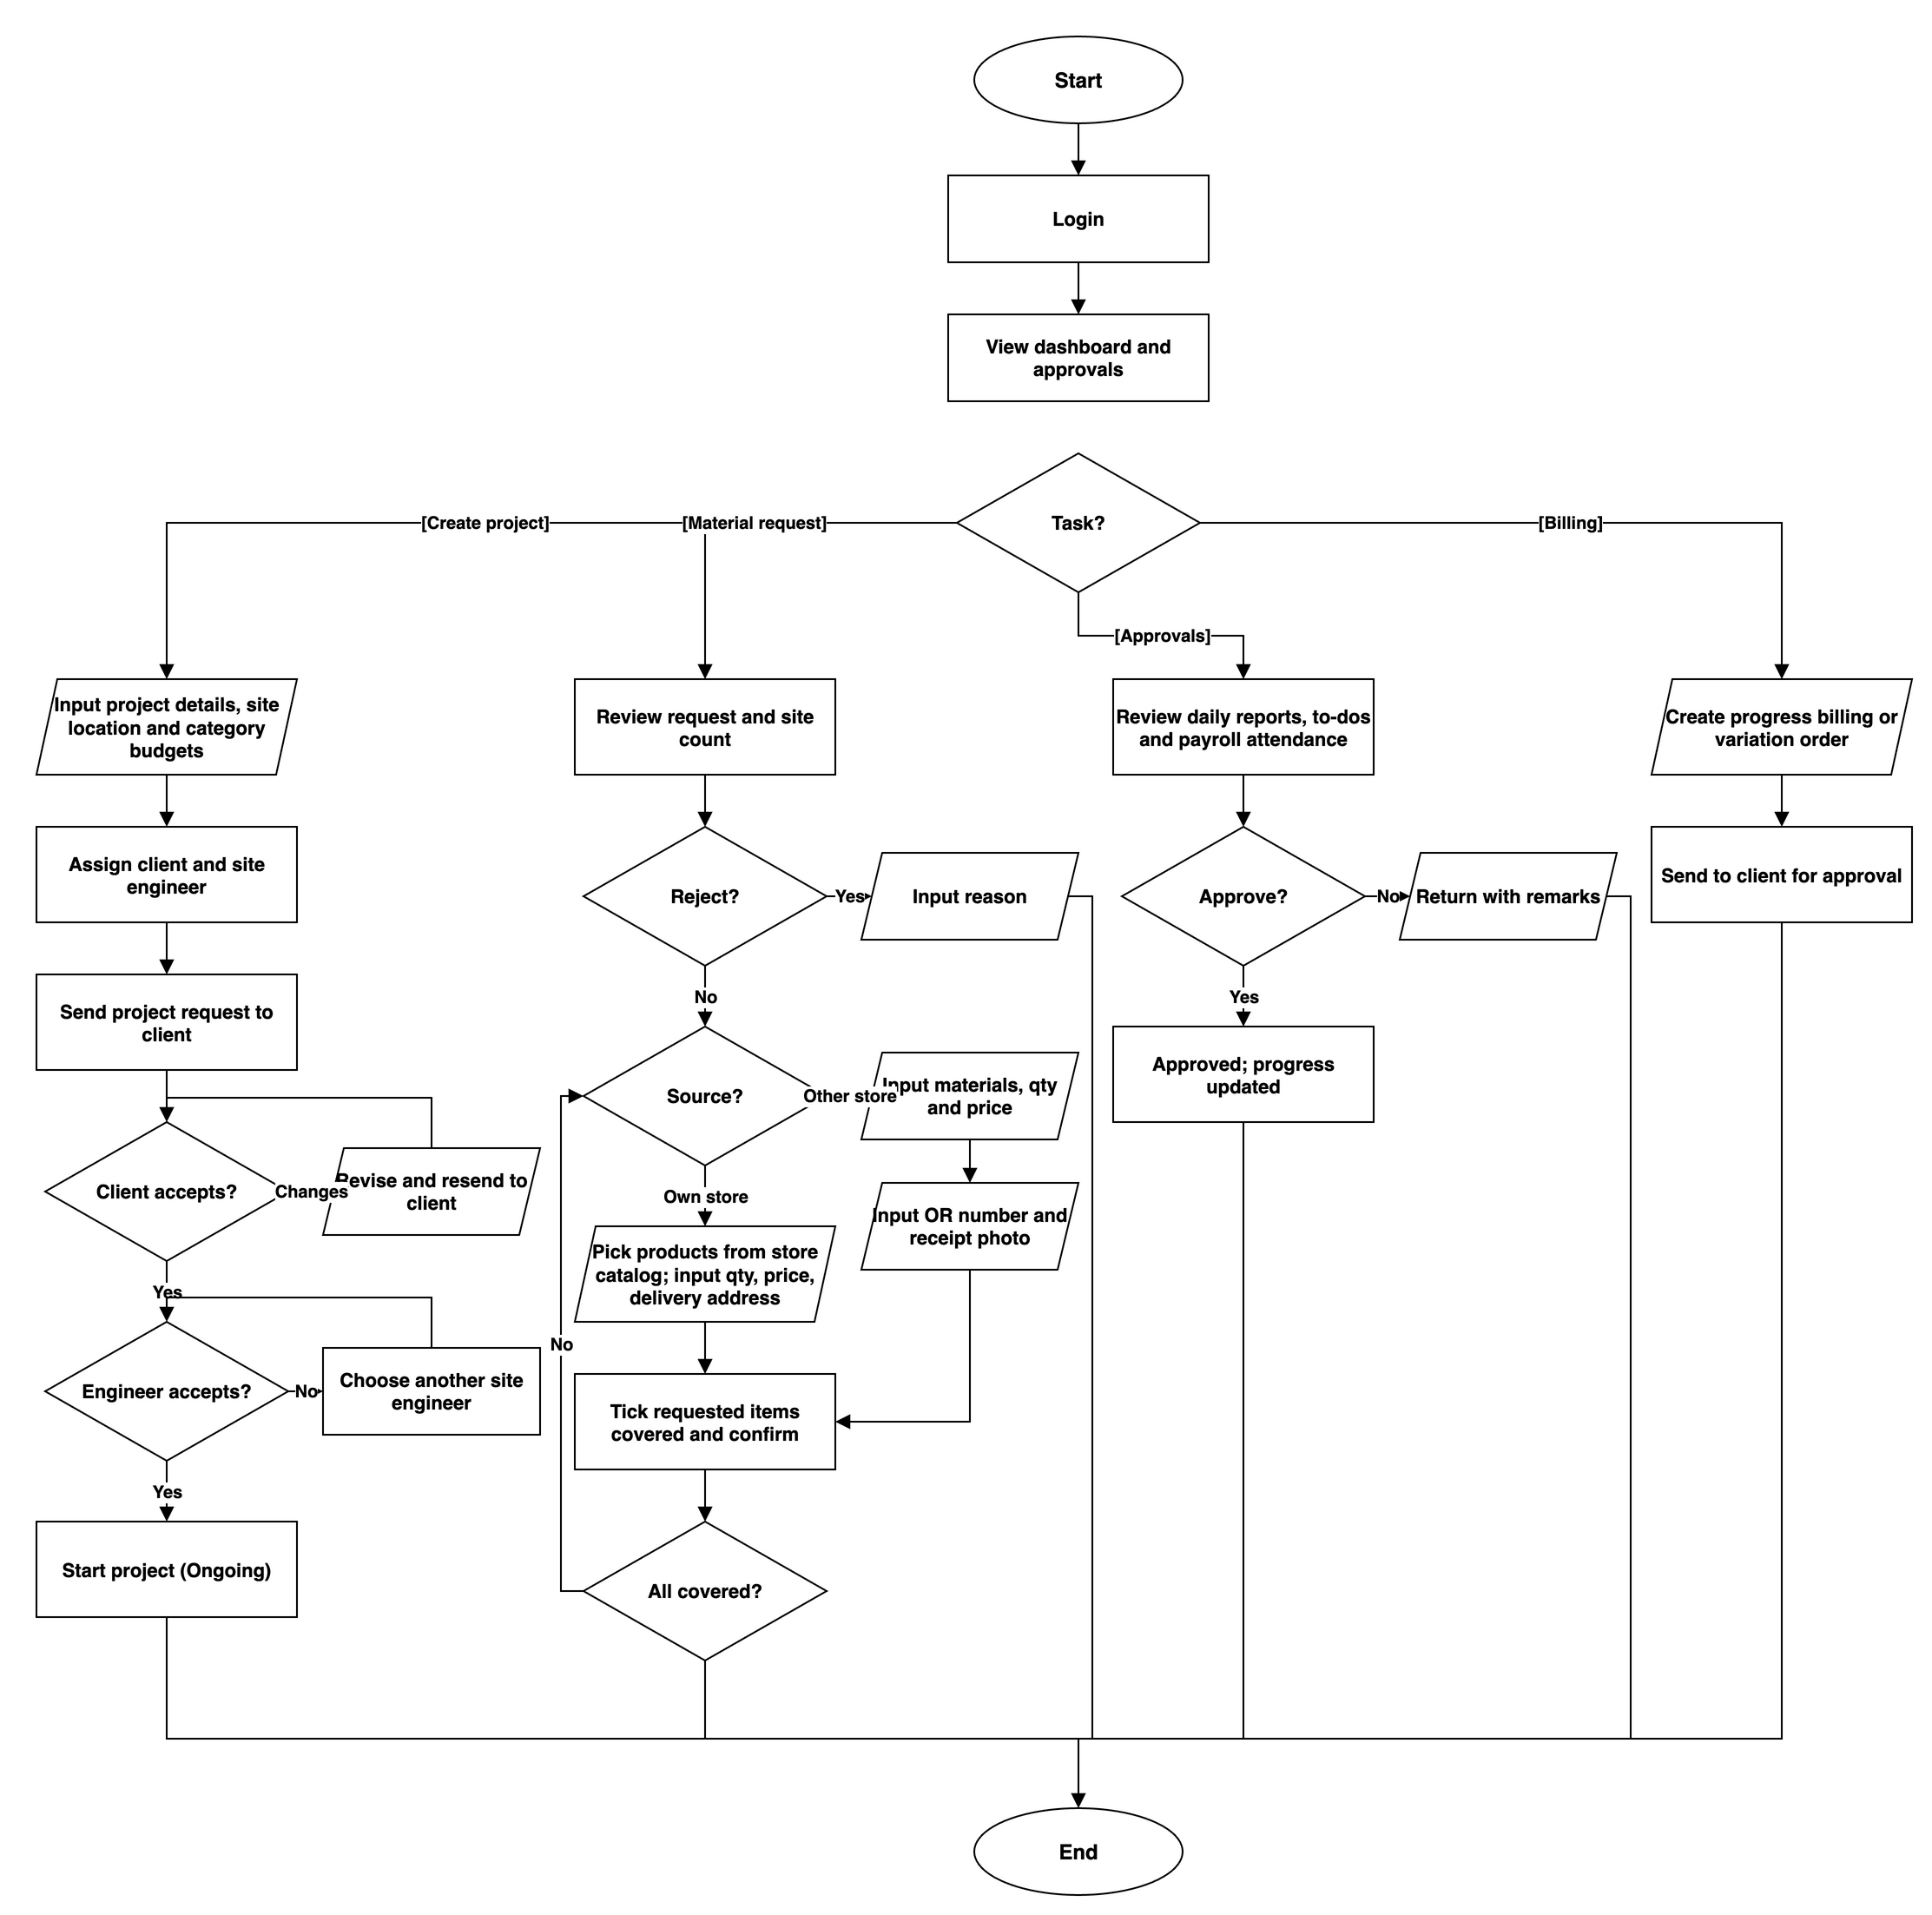 Start
Login
View dashboard and
approvals
Task?
[Create project]
[Material request]
[Billing]
[Approvals]
Input project details, site
location and category
budgets
Assign client and site
engineer
Send project request to
client
Client accepts?
Changes
Revise and resend to
client
Yes
Engineer accepts?
No
Choose another site
engineer
Yes
Start project (Ongoing)
Review request and site
count
Reject?
Yes
Input reason
No
Source?
Other store
Input materials, qty
and price
Input OR number and
receipt photo
Own store
Pick products from store
catalog; input qty, price,
delivery address
No
Tick requested items
covered and confirm
All covered?
Review daily reports, to-dos
and payroll attendance
Approve?
No
Return with remarks
Yes
Approved; progress
updated
Create progress billing or
variation order
Send to client for approval
End